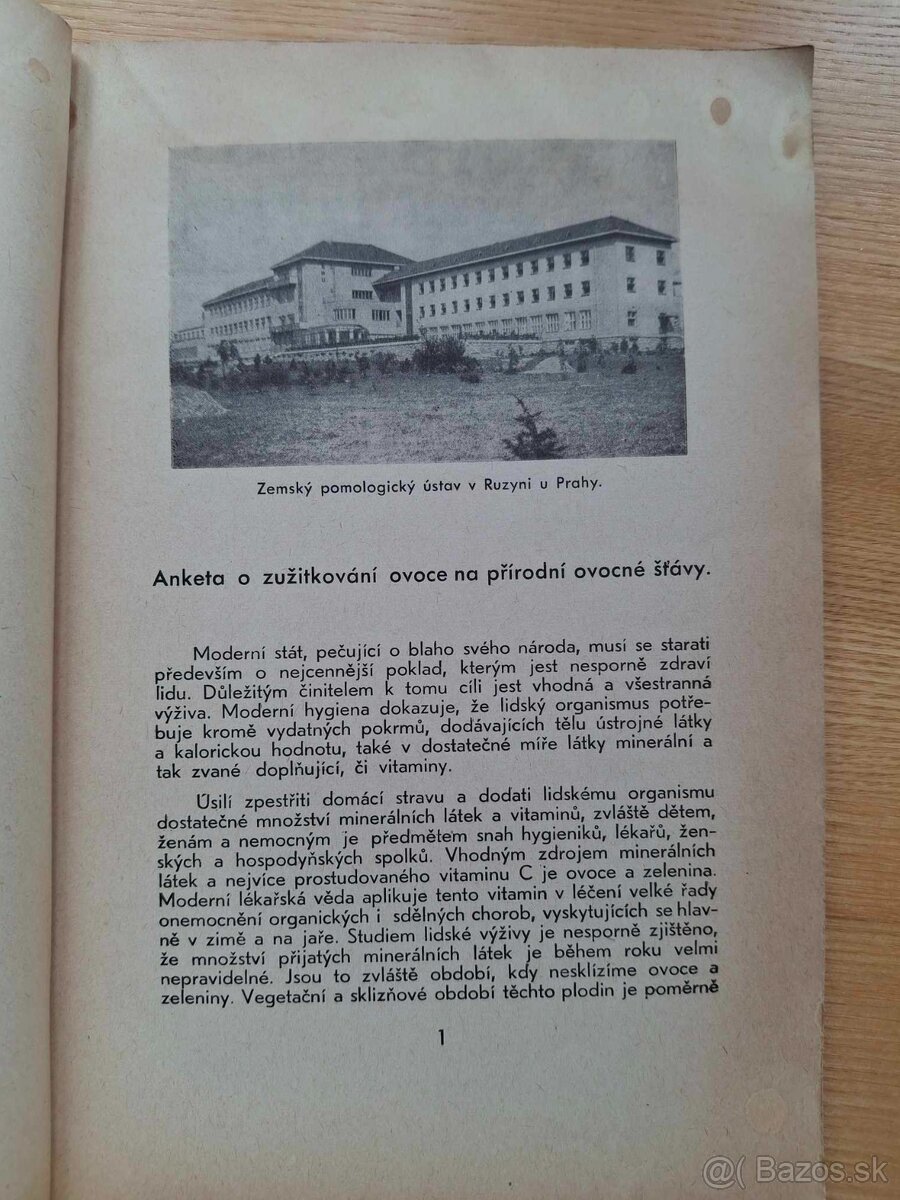 Zemský pomologický ústav v Ruzyni u Prahy.
Anketa o zužitkování ovoce na přírodní ovocné šťávy.
Moderní stát, pečující o blaho svého národa, musí se starati
především o nejcennější poklad, kterým jest nesporně zdraví
lidu. Důležitým činitelem k tomu cíli jest vhodná a všestranná
výživa. Moderní hygiena dokazuje, že lidský organismus potře-
buje kromě vydatných pokrmů, dodávajících tělu ústrojné látky
a kalorickou hodnotu, také v dostatečné míře látky minerální a
tak zvané doplňující, či vitaminy.
Úsilí zpestřiti domácí stravu a dodati lidskému organismu
dostatečné množství minerálních látek a vitaminů, zvláště dětem,
ženám a nemocným je předmětem snah hygieniků, lékařů, žen-
ských a hospodyňských spolků. Vhodným zdrojem minerálních
látek a nejvíce prostudovaného vitaminu C je ovoce a zelenina.
Moderní lékařská věda aplikuje tento vitamin v léčení velké řady
onemocnění organických i sdělných chorob, vyskytujících se hlav-
ně v zimě a na jaře. Studiem lidské výživy je nesporně zjištěno,
že množství přijatých minerálních látek je během roku velmi
nepravidelné. Jsou to zvláště období, kdy nesklízíme ovoce a
zeleniny. Vegetační a sklizňové období těchto plodin je poměrně
1
@( Bazos.sk